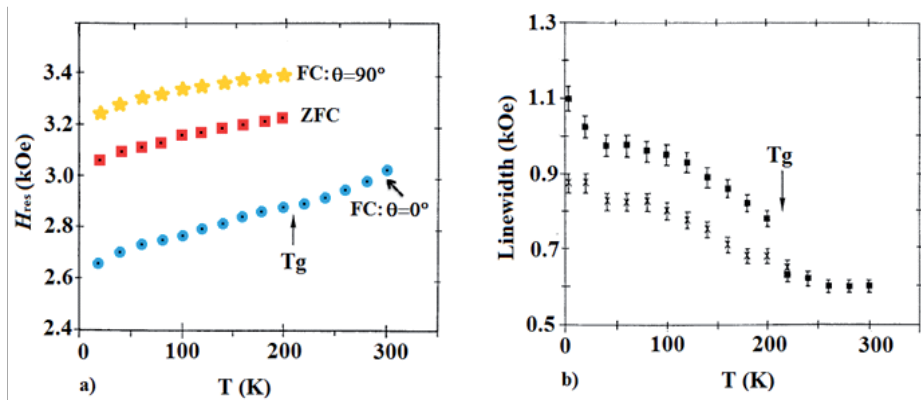 3.4
3.2
3.0
2.8
2.6
2.4
0
100
200
300
Hres(kOe)
T (K)
FC:θ=90°
ZFC
FC:θ=0°
Tg
a)
1.3
1.1
0.9
0.7
0.5
0
100
200
300
Linewidth (kOe)
T (K)
Tg
b)